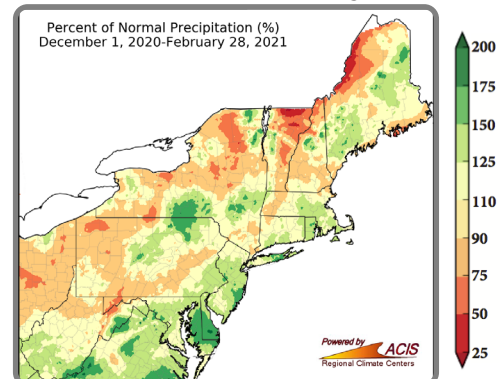 Percent of Normal Precipitation (%)
December 1, 2020-February 28, 2021
200
175
150
125
110
90
75
50
25
Powered by
ACIS
Regional Climate Centers